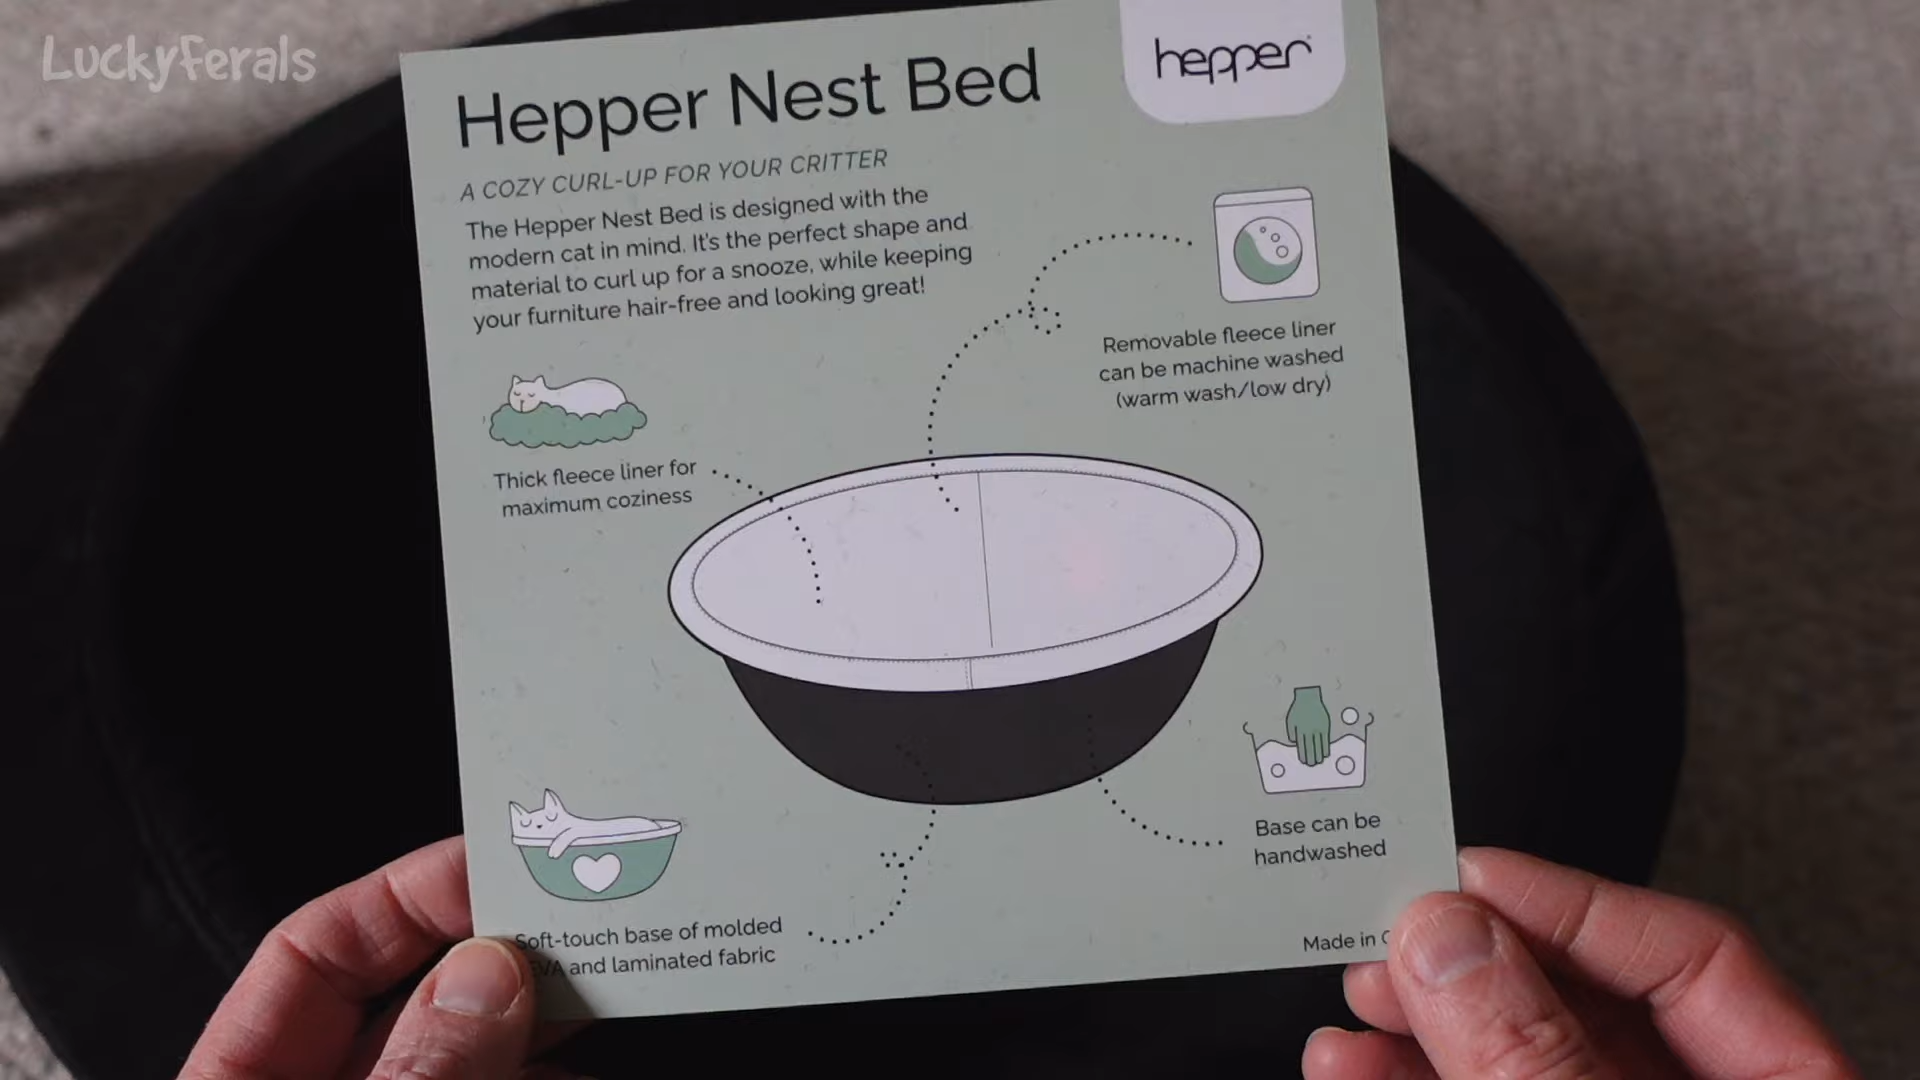 LuckyFerals
hepper
Hepper Nest Bed
A COZY CURL-UP FOR YOUR CRITTER
The Hepper Nest Bed is designed with the
modern cat in mind. It's the perfect shape and
material to curl up for a snooze, while keeping
your furniture hair-free and looking great!
Removable fleece liner
can be machine washed
(warm wash/low dry)
Thick fleece liner for
maximum coziness
Base can be
handwashed
Soft-touch base of molded
EVA and laminated fabric
Made in